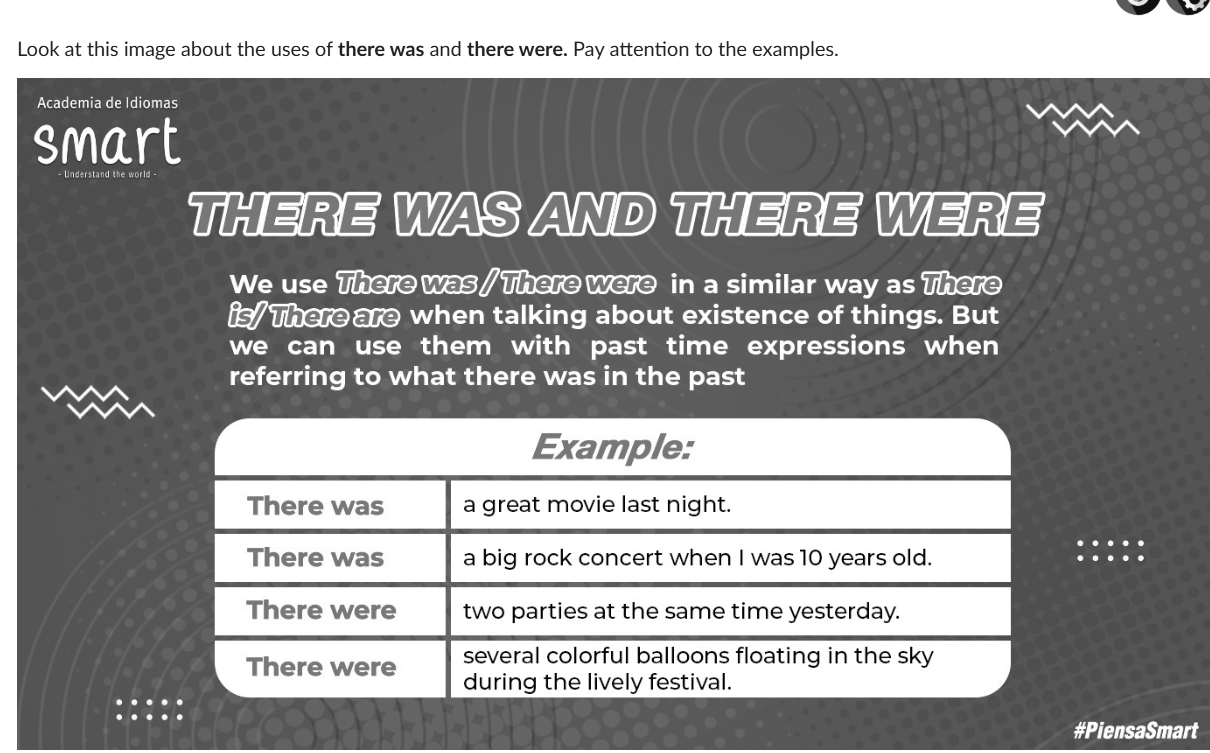 Look at this image about the uses of there was and there were. Pay attention to the examples.
Academia de Idiomas
smart
- Understand the world -
THERE WAS AND THERE WERE
We use There was / There were in a similar way as There
is/ There are when talking about existence of things. But
we can use them with past time expressions when
referring to what there was in the past
Example:
There was a great movie last night.
There was a big rock concert when I was 10 years old.
There were two parties at the same time yesterday.
There were several colorful balloons floating in the sky
during the lively festival.
#PiensaSmart